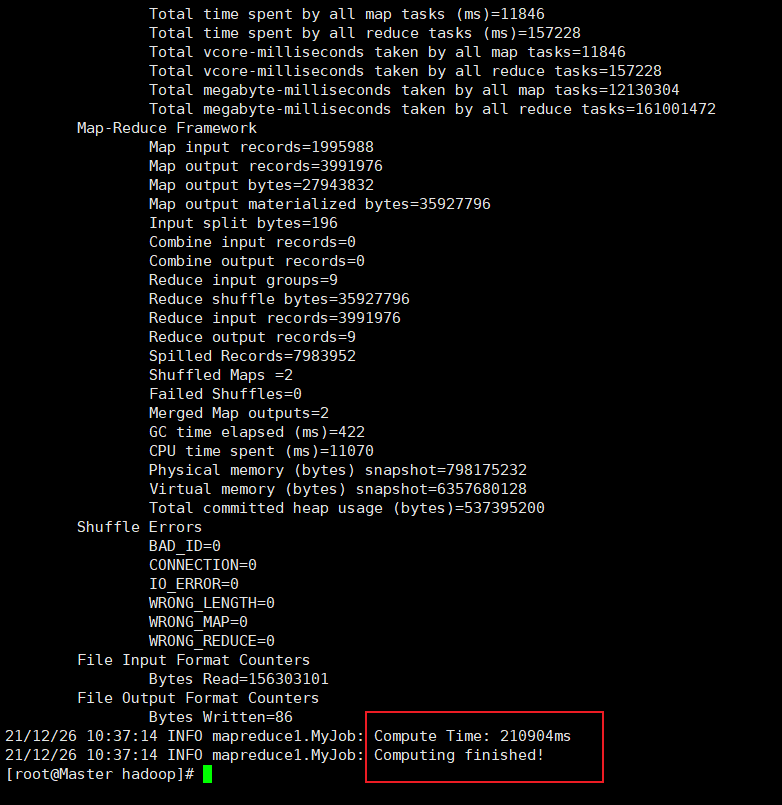 Total time spent by all map tasks (ms)=11846
Total time spent by all reduce tasks (ms)=157228
Total vcore-milliseconds taken by all map tasks=11846
Total vcore-milliseconds taken by all reduce tasks=157228
Total megabyte-milliseconds taken by all map tasks=12130304
Total megabyte-milliseconds taken by all reduce tasks=161001472
Map-Reduce Framework
Map input records=1995988
Map output records=3991976
Map output bytes=27943832
Map output materialized bytes=35927796
Input split bytes=196
Combine input records=0
Combine output records=0
Reduce input groups=9
Reduce shuffle bytes=35927796
Reduce input records=3991976
Reduce output records=9
Spilled Records=7983952
Shuffled Maps =2
Failed Shuffles=0
Merged Map outputs=2
GC time elapsed (ms)=422
CPU time spent (ms)=11070
Physical memory (bytes) snapshot=798175232
Virtual memory (bytes) snapshot=6357680128
Total committed heap usage (bytes)=537395200
Shuffle Errors
BAD_ID=0
CONNECTION=0
IO_ERROR=0
WRONG_LENGTH=0
WRONG_MAP=0
WRONG_REDUCE=0
File Input Format Counters
Bytes Read=156303101
File Output Format Counters
Bytes Written=86
21/12/26 10:37:14 INFO mapreduce1.MyJob: Compute Time: 210904ms
21/12/26 10:37:14 INFO mapreduce1.MyJob: Computing finished!
[root@Master hadoop]#